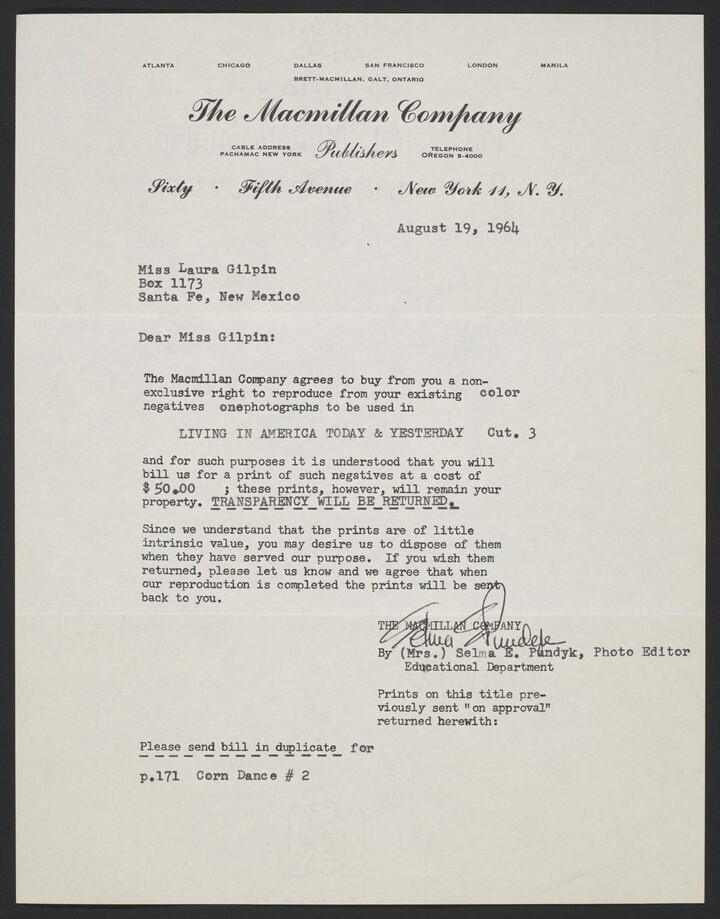 ATLANTA CHICAGO DALLAS SAN FRANCISCO LONDON MANILA
BRETT-MACMILLAN, GALT, ONTARIO
The Macmillan Company
CABLE ADDRESS
PACHAMAC NEW YORK
Publishers
TELEPHONE
OREGON 5-4000
Sixty · Fifth Avenue · New York 11, N. Y.
August 19, 1964
Miss Laura Gilpin
Box 1173
Santa Fe, New Mexico
Dear Miss Gilpin:
The Macmillan Company agrees to buy from you a non-
exclusive right to reproduce from your existing color
negatives onephotographs to be used in
LIVING IN AMERICA TODAY & YESTERDAY Cut. 3
and for such purposes it is understood that you will
bill us for a print of such negatives at a cost of
$50.00 ; these prints, however, will remain your
property. TRANSPARENCY WILL BE RETURNED.
Since we understand that the prints are of little
intrinsic value, you may desire us to dispose of them
when they have served our purpose. If you wish them
returned, please let us know and we agree that when
our reproduction is completed the prints will be sent
back to you.
THE MACMILLAN COMPANY
Selma Pundyk
By (Mrs.) Selma E. Pundyk, Photo Editor
Educational Department
Prints on this title pre-
viously sent "on approval"
returned herewith:
Please send bill in duplicate for
p.171 Corn Dance # 2